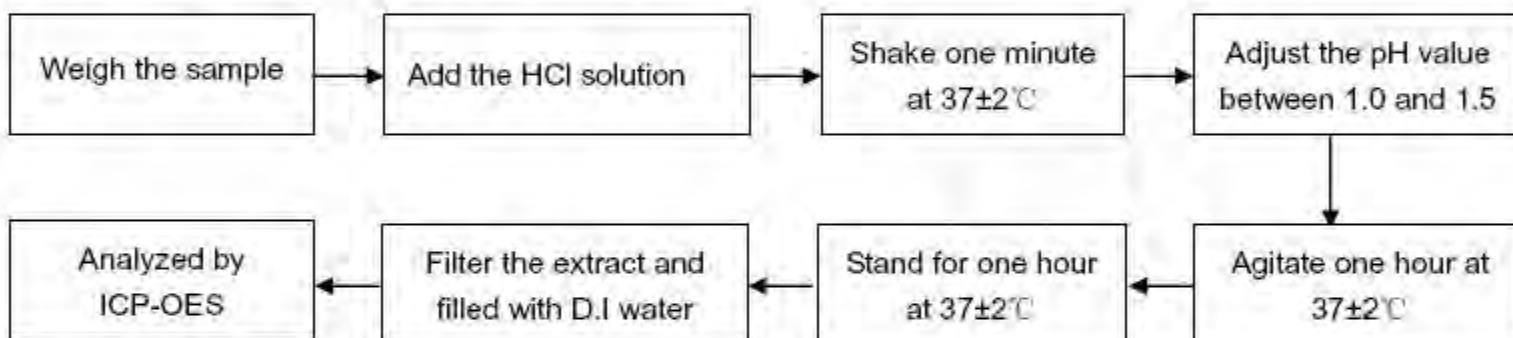 Weigh the sample
Add the HCl solution
Shake one minute
at 37±2℃
Adjust the pH value
between 1.0 and 1.5
Agitate one hour at
37±2℃
Stand for one hour
at 37±2℃
Filter the extract and
filled with D.I water
Analyzed by
ICP-OES